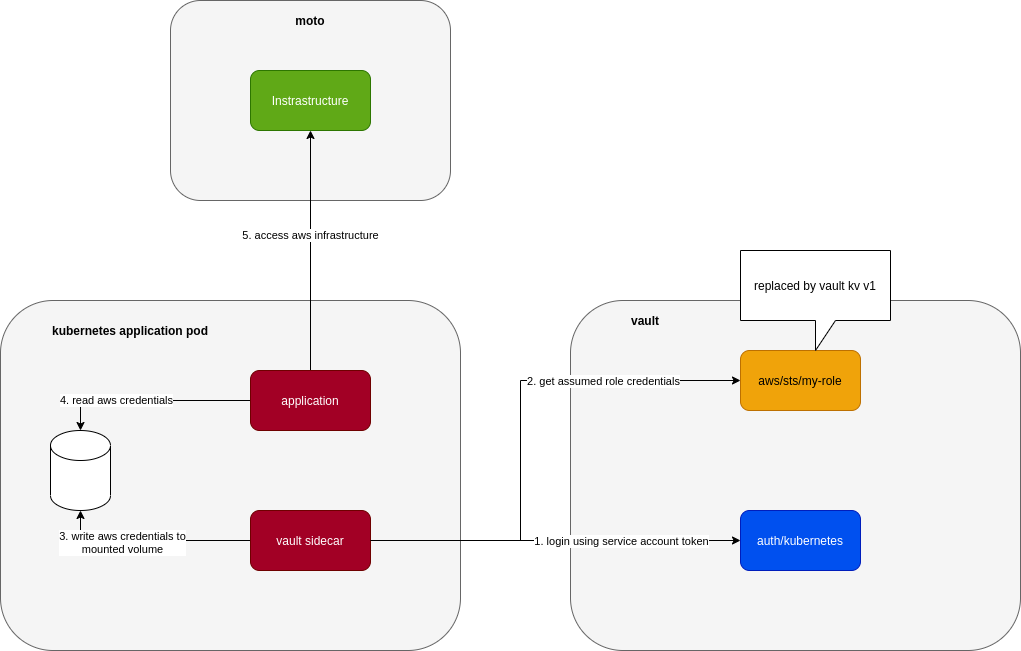 moto
Instrastructure
5. access aws infrastructure
replaced by vault kv v1
kubernetes application pod
vault
application
4. read aws credentials
2. get assumed role credentials
aws/sts/my-role
3. write aws credentials to
mounted volume
vault sidecar
1. login using service account token
auth/kubernetes